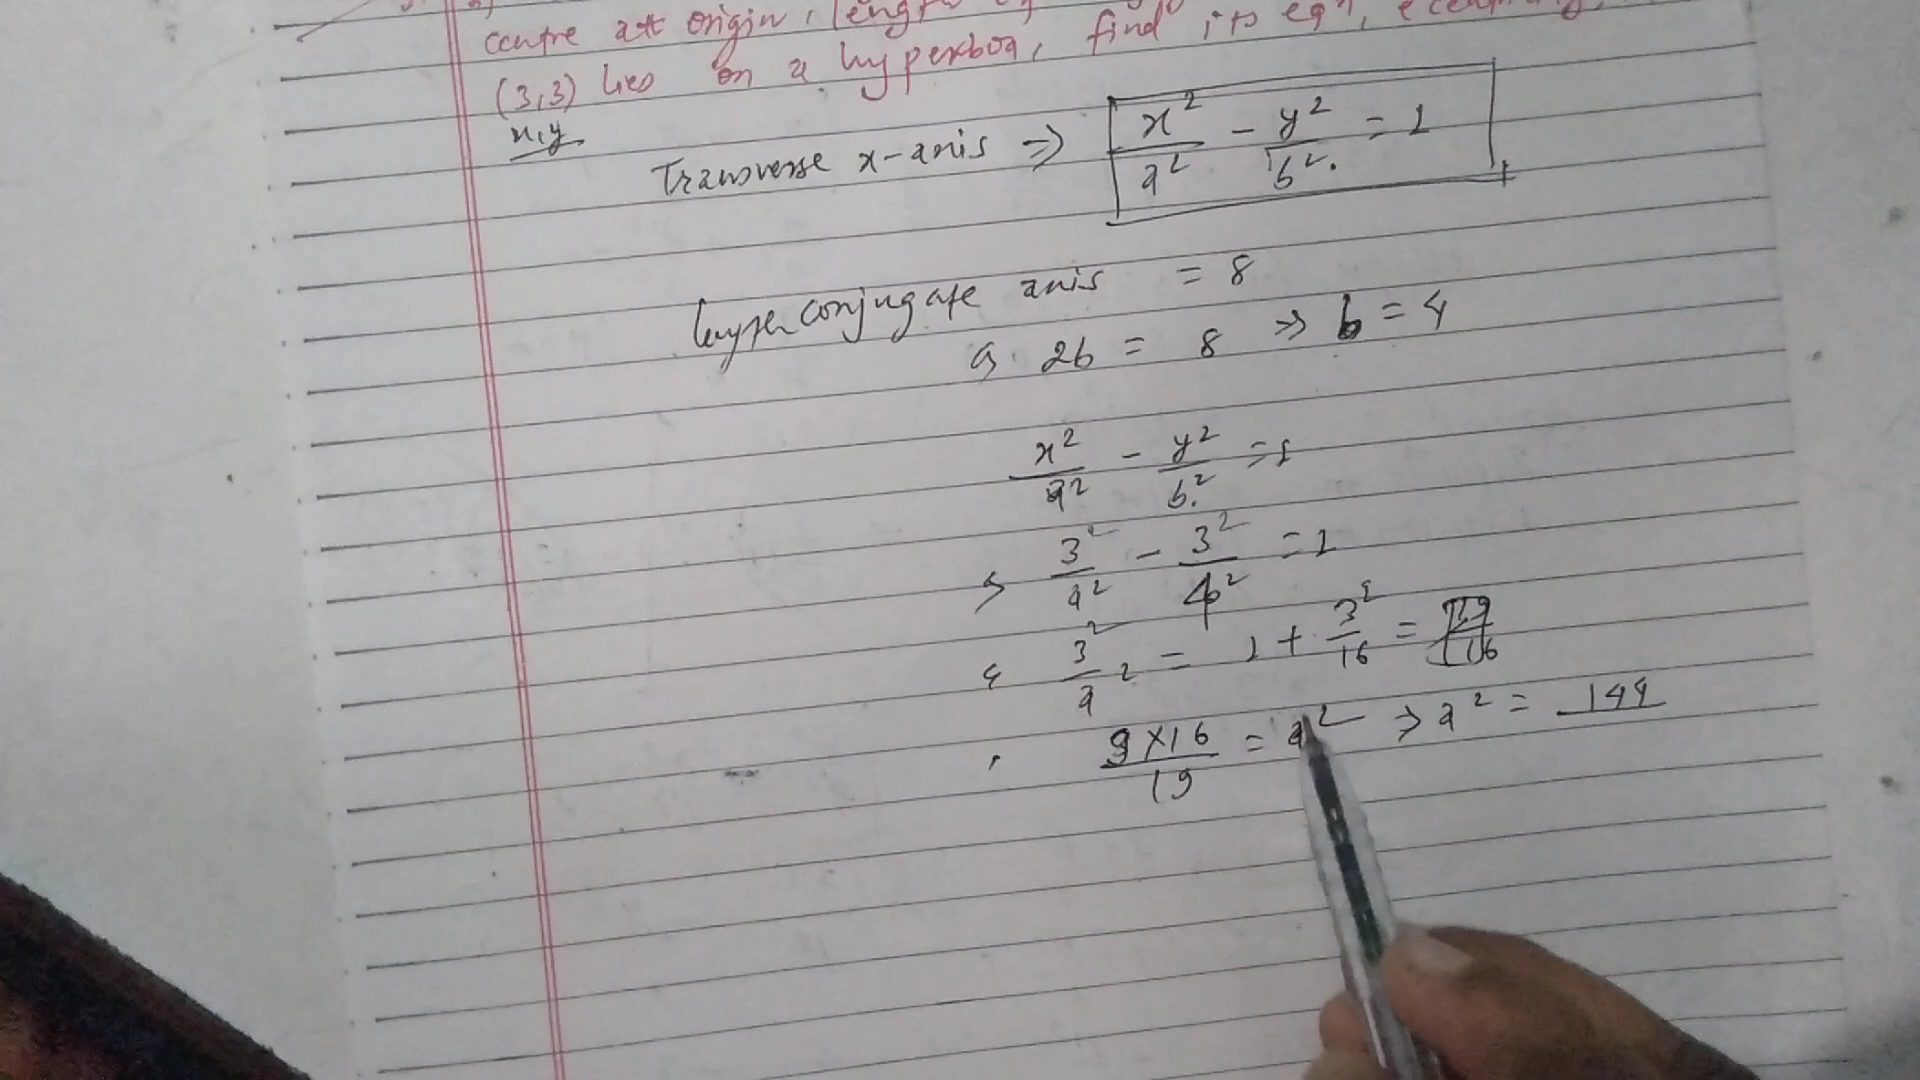 centre at origin, length
(3,3) lies on a hyperboa, find its eqn,
x,y
Transverse x-axis ⇒ x²/a² - y²/b² = 1
conjugate axis = 8
2b = 8 ⇒ b = 4
x²/a² - y²/b² = 1
3²/a² - 3²/4² = 1
3²/a² = 1 + 3²/16 = /16
9×16/19 = a² ⇒ a² = 144